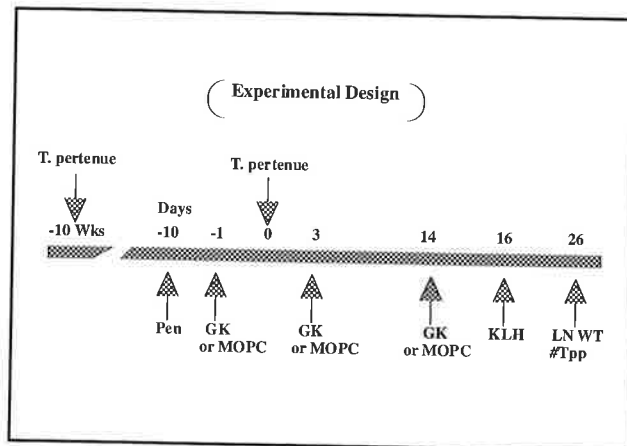 Experimental Design
T. pertenue T. pertenue
Days
-10 Wks -10 -1 0 3 14 16 26
Pen GK GK GK KLH LN WT
or MOPC or MOPC or MOPC #Tpp